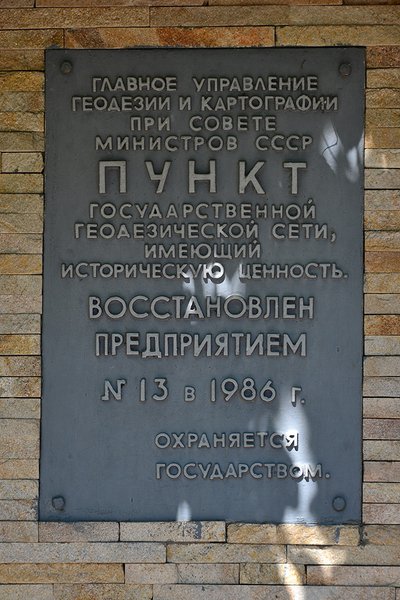 ГЛАВНОЕ УПРАВЛЕНИЕ
ГЕОДЕЗИИ И КАРТОГРАФИИ
ПРИ СОВЕТЕ
МИНИСТРОВ СССР
ПУНКТ
ГОСУДАРСТВЕННОЙ
ГЕОДЕЗИЧЕСКОЙ СЕТИ,
ИМЕЮЩИЙ
ИСТОРИЧЕСКУЮ ЦЕННОСТЬ.
ВОССТАНОВЛЕН
ПРЕДПРИЯТИЕМ
№ 13 в 1986 г.
ОХРАНЯЕТСЯ
ГОСУДАРСТВОМ.